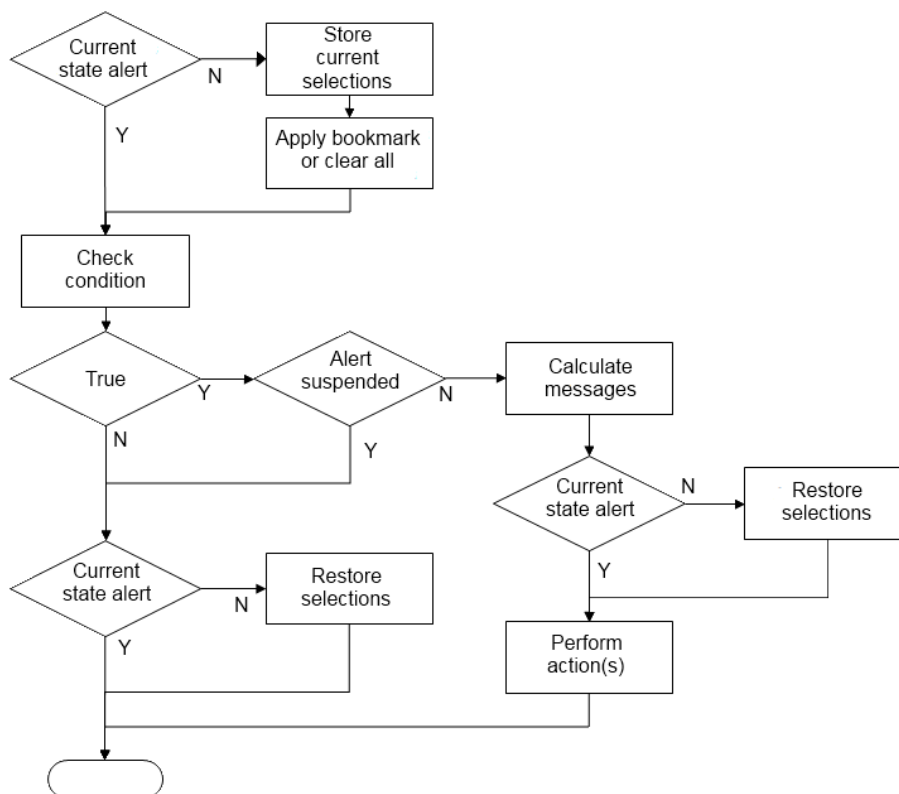 Current
state alert
N
Store
current
selections
Y
Apply bookmark
or clear all
Check
condition
True
Y
N
Alert
suspended
N
Y
Calculate
messages
Current
state alert
N
Restore
selections
Y
Current
state alert
N
Restore
selections
Y
Perform
action(s)